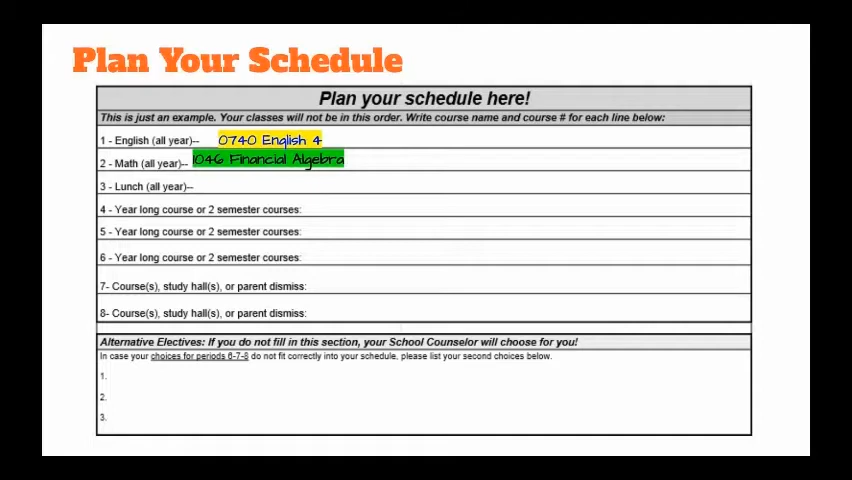 Plan Your Schedule
Plan your schedule here!
This is just an example. Your classes will not be in this order. Write course name and course # for each line below:
1 - English (all year)-- 0740 English 4
2 - Math (all year)-- 1046 Financial Algebra
3 - Lunch (all year)--
4 - Year long course or 2 semester courses:
5 - Year long course or 2 semester courses:
6 - Year long course or 2 semester courses:
7- Course(s), study hall(s), or parent dismiss:
8- Course(s), study hall(s), or parent dismiss:
Alternative Electives: If you do not fill in this section, your School Counselor will choose for you!
In case your choices for periods 6-7-8 do not fit correctly into your schedule, please list your second choices below.
1.
2.
3.